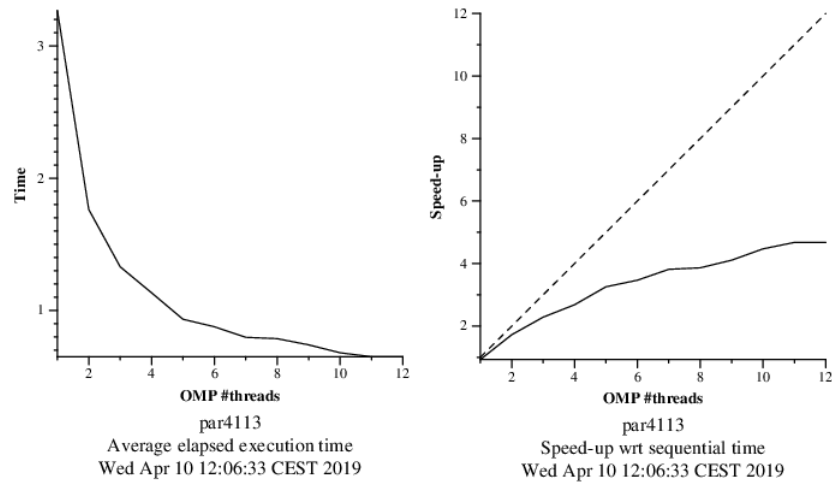 3
2
1
Time
2
4
6
8
10
12
OMP #threads
par4113
Average elapsed execution time
Wed Apr 10 12:06:33 CEST 2019
12
10
8
6
4
2
Speed-up
2
4
6
8
10
12
OMP #threads
par4113
Speed-up wrt sequential time
Wed Apr 10 12:06:33 CEST 2019